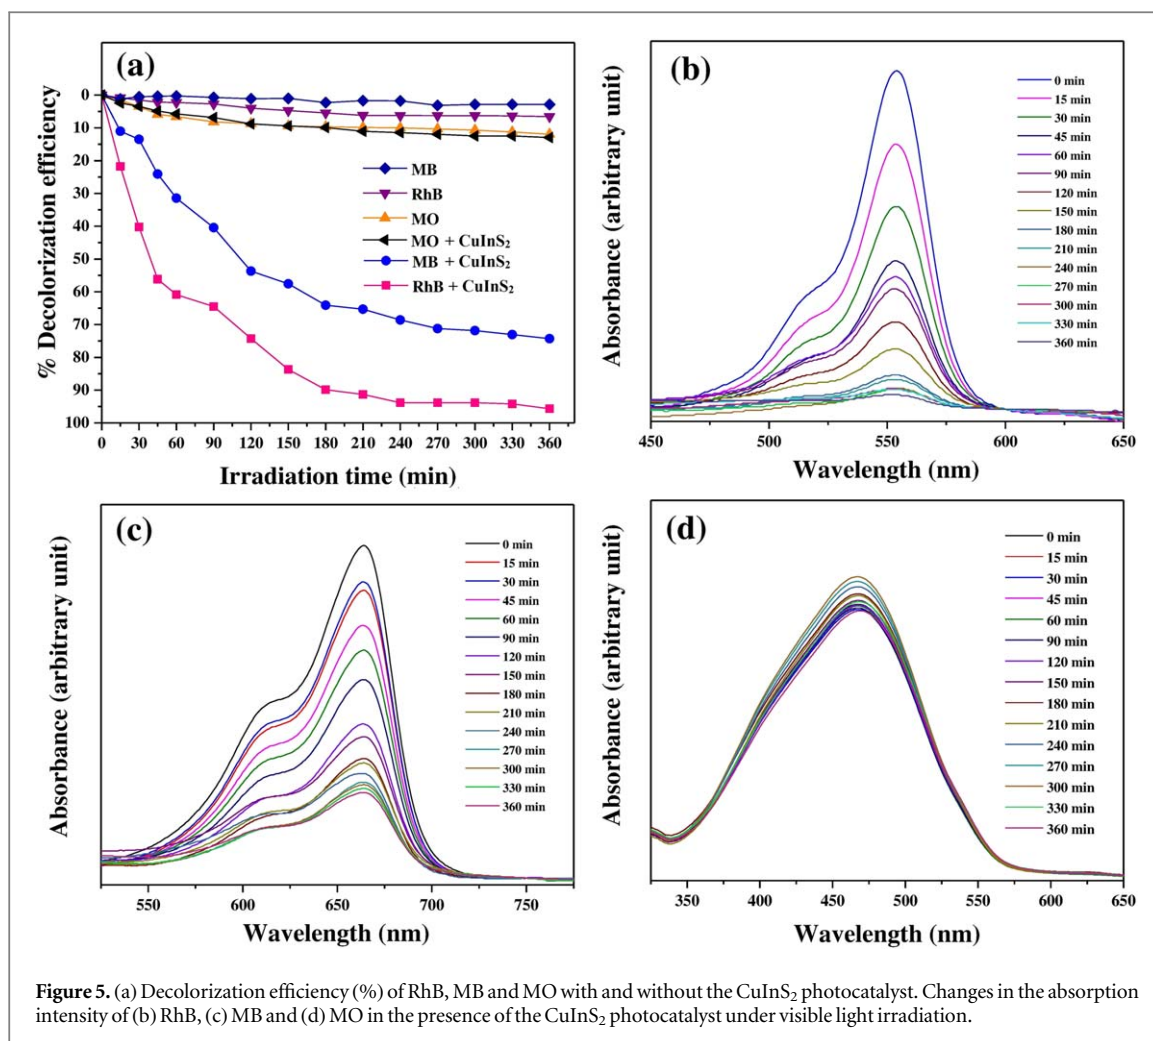 (a)
% Decolorization efficiency
0
10
20
30
40
50
60
70
80
90
100
MB
RhB
MO
MO + CuInS₂
MB + CuInS₂
RhB + CuInS₂
0 30 60 90 120 150 180 210 240 270 300 330 360
Irradiation time (min)
(b)
Absorbance (arbitrary unit)
0 min
15 min
30 min
45 min
60 min
90 min
120 min
150 min
180 min
210 min
240 min
270 min
300 min
330 min
360 min
450 500 550 600 650
Wavelength (nm)
(c)
Absorbance (arbitrary unit)
0 min
15 min
30 min
45 min
60 min
90 min
120 min
150 min
180 min
210 min
240 min
270 min
300 min
330 min
360 min
550 600 650 700 750
Wavelength (nm)
(d)
Absorbance (arbitrary unit)
0 min
15 min
30 min
45 min
60 min
90 min
120 min
150 min
180 min
210 min
240 min
270 min
300 min
330 min
360 min
350 400 450 500 550 600 650
Wavelength (nm)
Figure 5. (a) Decolorization efficiency (%) of RhB, MB and MO with and without the CuInS₂ photocatalyst. Changes in the absorption
intensity of (b) RhB, (c) MB and (d) MO in the presence of the CuInS₂ photocatalyst under visible light irradiation.